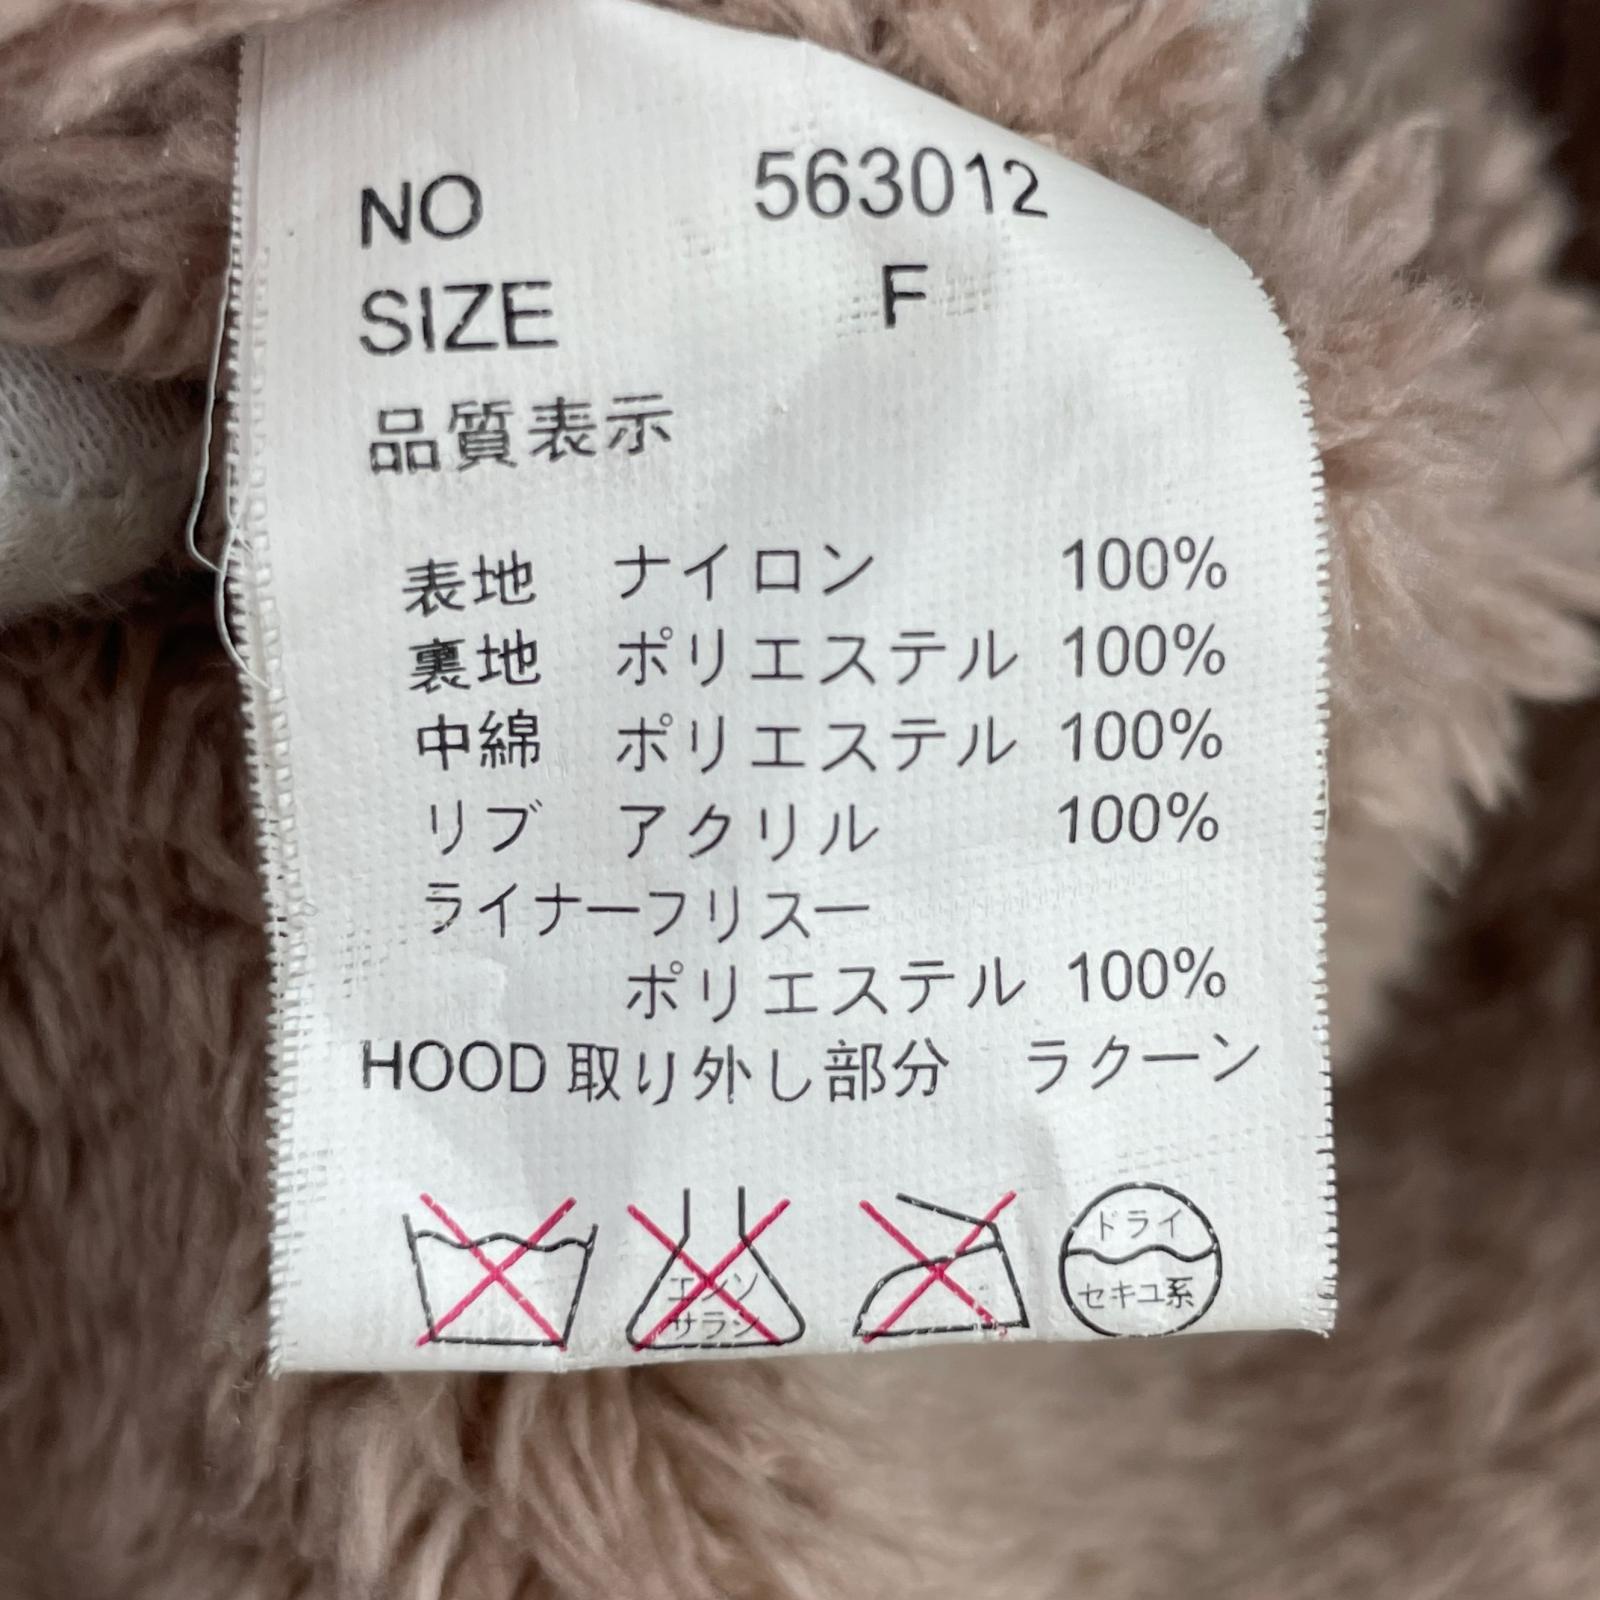 NO 563012
SIZE F
品質表示
表地 ナイロン 100%
裏地 ポリエステル 100%
中綿 ポリエステル 100%
リブ アクリル 100%
ライナーフリース
ポリエステル 100%
HOOD 取り外し部分 ラクーン
エンソ
サラシ
ドライ
セキユ系